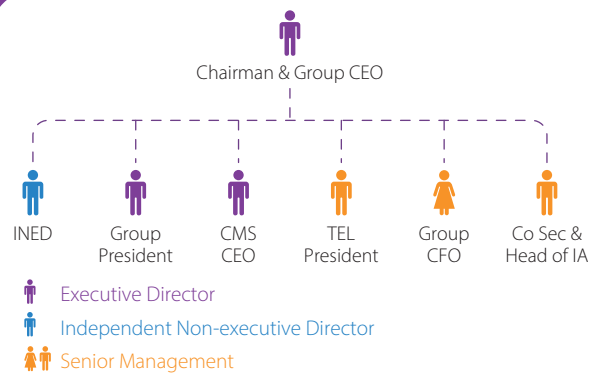 Chairman & Group CEO
INED
Group
President
CMS
CEO
TEL
President
Group
CFO
Co Sec &
Head of IA
Executive Director
Independent Non-executive Director
Senior Management